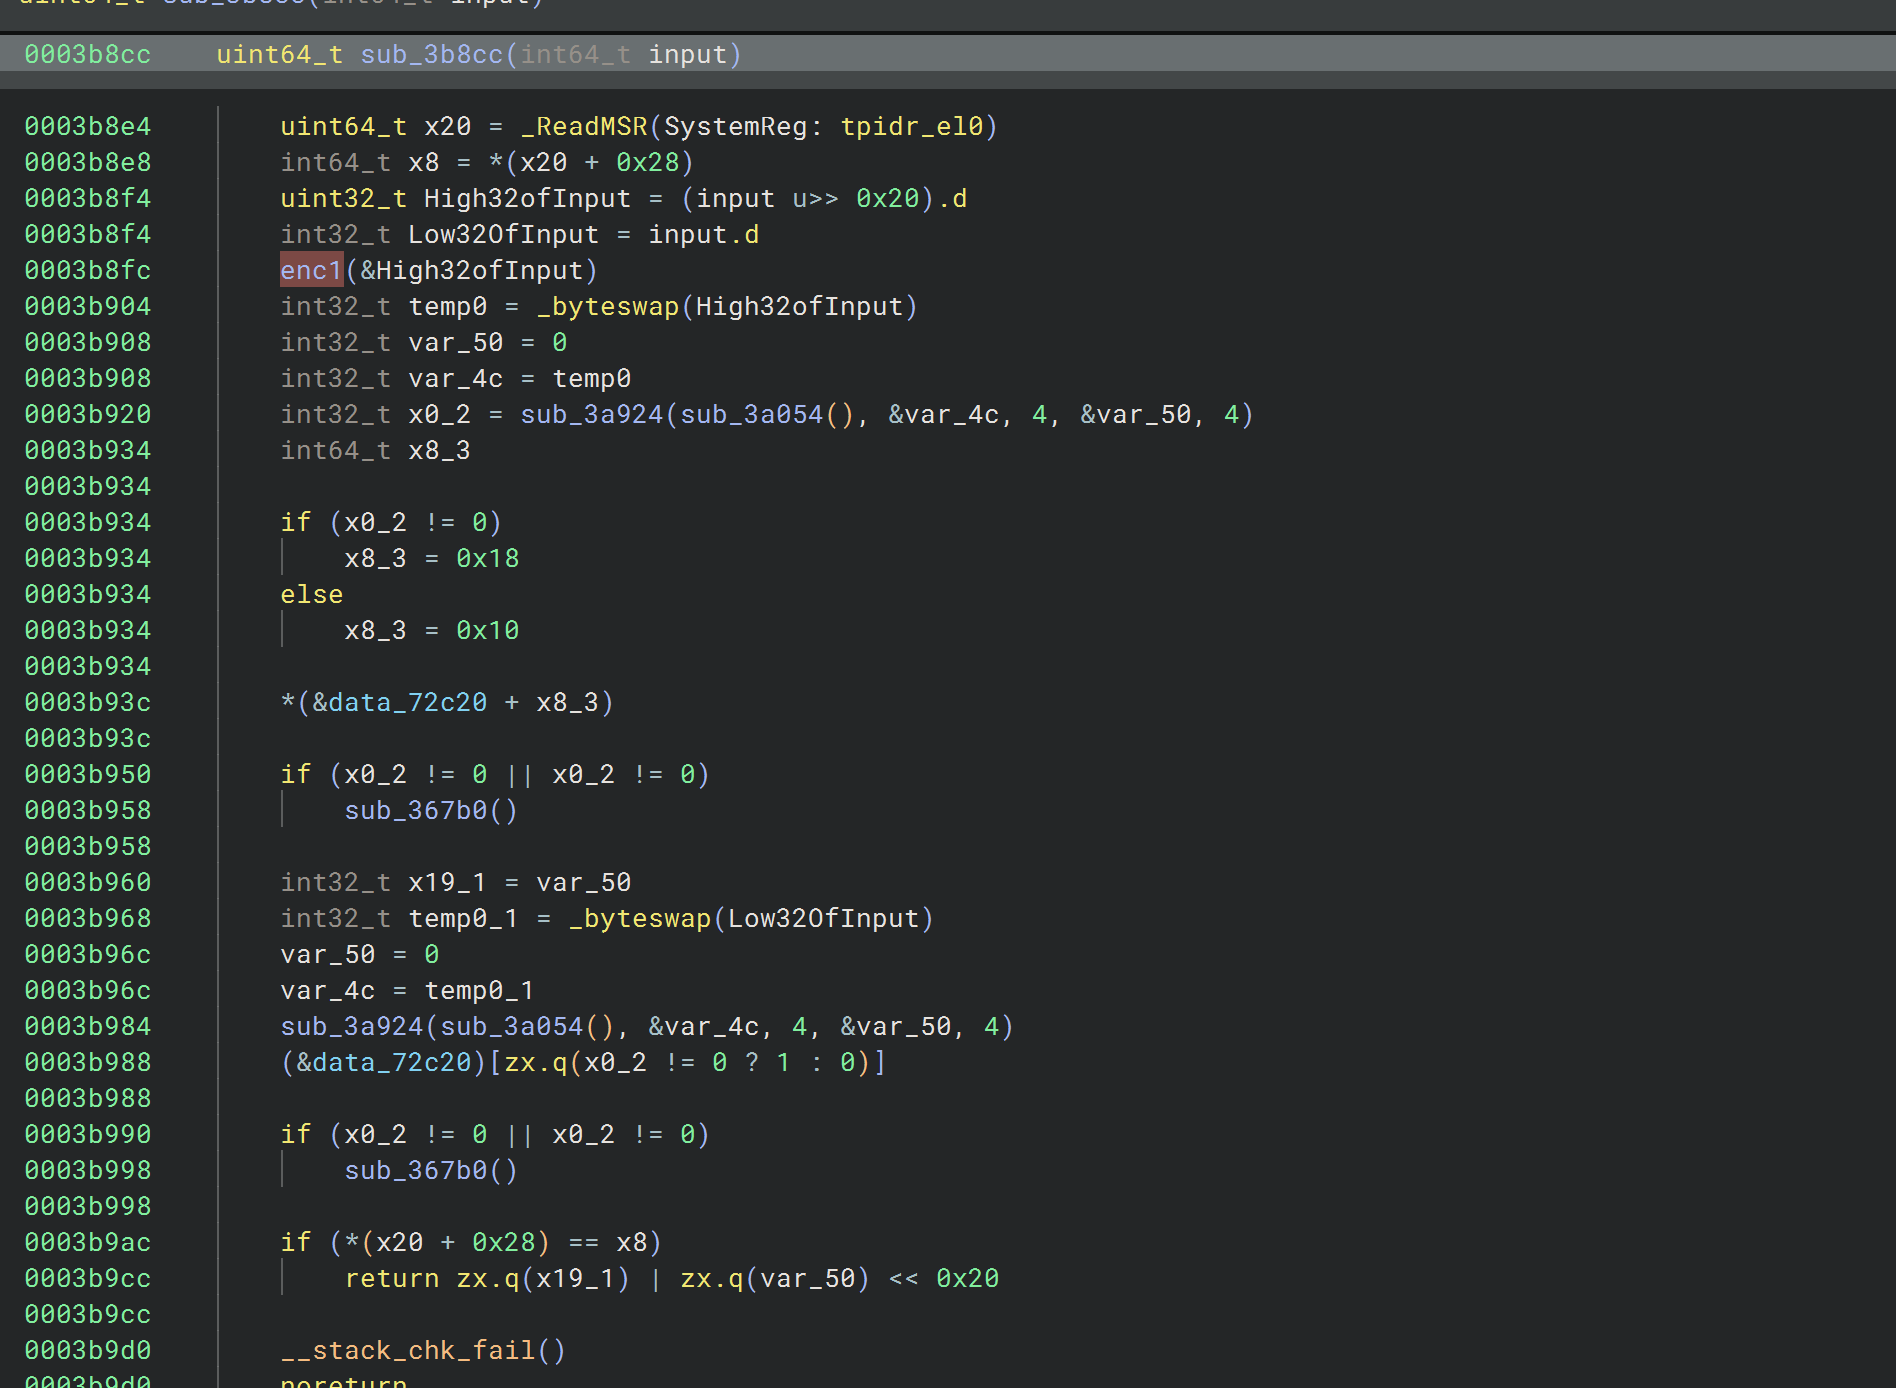 uint64_t sub_3b8cc(int64_t input)
0003b8cc uint64_t sub_3b8cc(int64_t input)
0003b8e4 uint64_t x20 = _ReadMSR(SystemReg: tpidr_el0)
0003b8e8 int64_t x8 = *(x20 + 0x28)
0003b8f4 uint32_t High32ofInput = (input u>> 0x20).d
0003b8f4 int32_t Low32OfInput = input.d
0003b8fc enc1(&High32ofInput)
0003b904 int32_t temp0 = _byteswap(High32ofInput)
0003b908 int32_t var_50 = 0
0003b908 int32_t var_4c = temp0
0003b920 int32_t x0_2 = sub_3a924(sub_3a054(), &var_4c, 4, &var_50, 4)
0003b934 int64_t x8_3
0003b934
0003b934 if (x0_2 != 0)
0003b934 x8_3 = 0x18
0003b934 else
0003b934 x8_3 = 0x10
0003b934
0003b93c *(&data_72c20 + x8_3)
0003b93c
0003b950 if (x0_2 != 0 || x0_2 != 0)
0003b958 sub_367b0()
0003b958
0003b960 int32_t x19_1 = var_50
0003b968 int32_t temp0_1 = _byteswap(Low32OfInput)
0003b96c var_50 = 0
0003b96c var_4c = temp0_1
0003b984 sub_3a924(sub_3a054(), &var_4c, 4, &var_50, 4)
0003b988 (&data_72c20)[zx.q(x0_2 != 0 ? 1 : 0)]
0003b988
0003b990 if (x0_2 != 0 || x0_2 != 0)
0003b998 sub_367b0()
0003b998
0003b9ac if (*(x20 + 0x28) == x8)
0003b9cc return zx.q(x19_1) | zx.q(var_50) << 0x20
0003b9cc
0003b9d0 __stack_chk_fail()
0003b9d0 noreturn